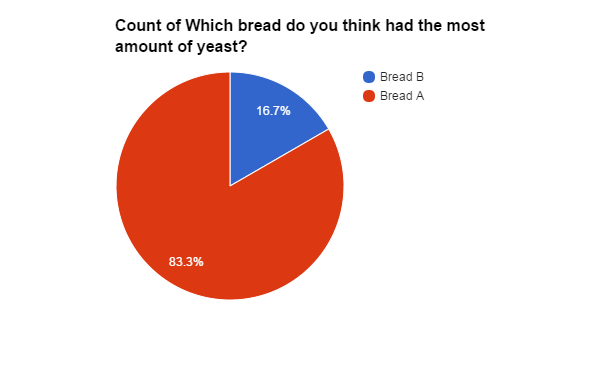 Count of Which bread do you think had the most
amount of yeast?
Bread B
Bread A
16.7%
83.3%